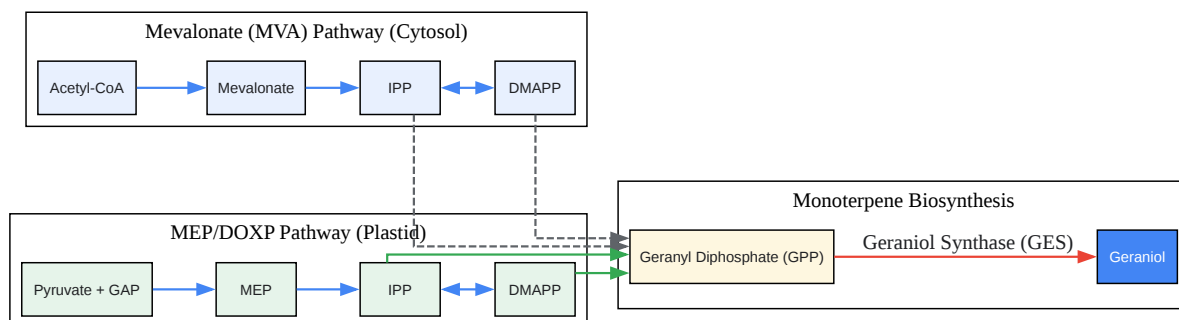 Mevalonate (MVA) Pathway (Cytosol)
Acetyl-CoA
Mevalonate
IPP
DMAPP
MEP/DOXP Pathway (Plastid)
Pyruvate + GAP
MEP
IPP
DMAPP
Monoterpene Biosynthesis
Geranyl Diphosphate (GPP)
Geraniol Synthase (GES)
Geraniol